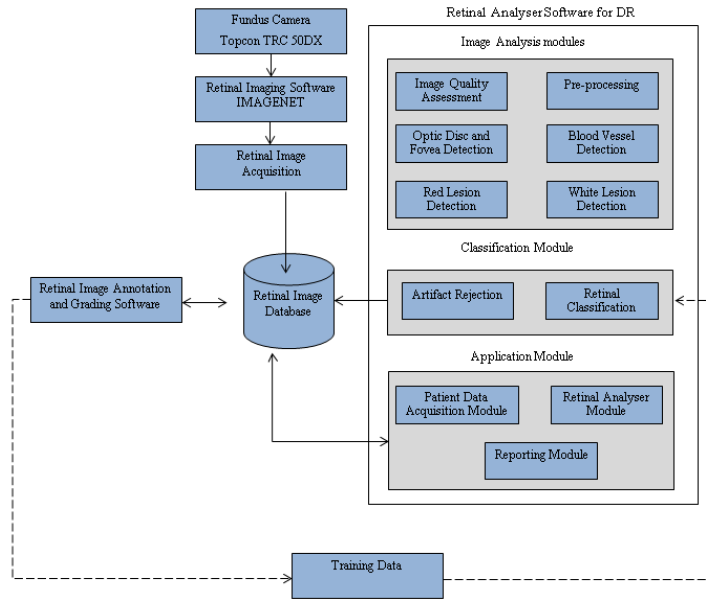 Fundus Camera
Topcon TRC 50DX
Retinal Imaging Software
IMAGENET
Retinal Image
Acquisition
Retinal Image Annotation
and Grading Software
Retinal Image
Database
Retinal Analyser Software for DR
Image Analysis modules
Image Quality
Assessment
Pre-processing
Optic Disc and
Fovea Detection
Blood Vessel
Detection
Red Lesion
Detection
White Lesion
Detection
Classification Module
Artifact Rejection
Retinal
Classification
Application Module
Patient Data
Acquisition Module
Retinal Analyser
Module
Reporting Module
Training Data